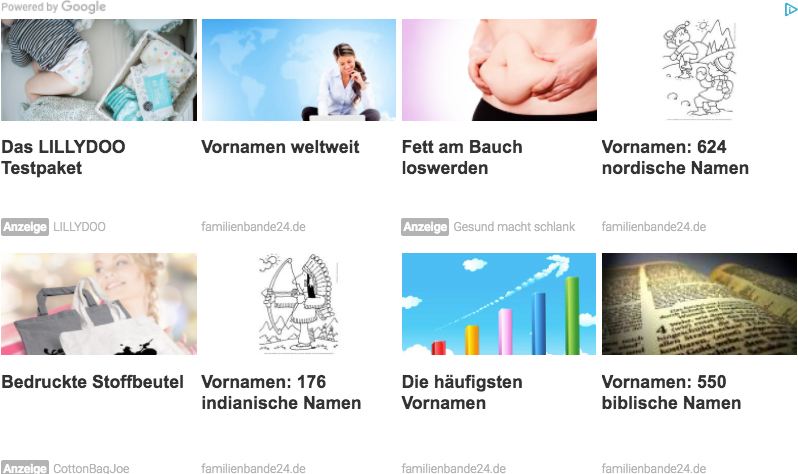 Powered by Google
Das LILLYDOO
Testpaket
Anzeige LILLYDOO
Vornamen weltweit
familienbande24.de
Fett am Bauch
loswerden
Anzeige Gesund macht schlank
Vornamen: 624
nordische Namen
familienbande24.de
Bedruckte Stoffbeutel
Anzeige CottonBagJoe
Vornamen: 176
indianische Namen
familienbande24.de
Die häufigsten
Vornamen
familienbande24.de
Vornamen: 550
biblische Namen
familienbande24.de